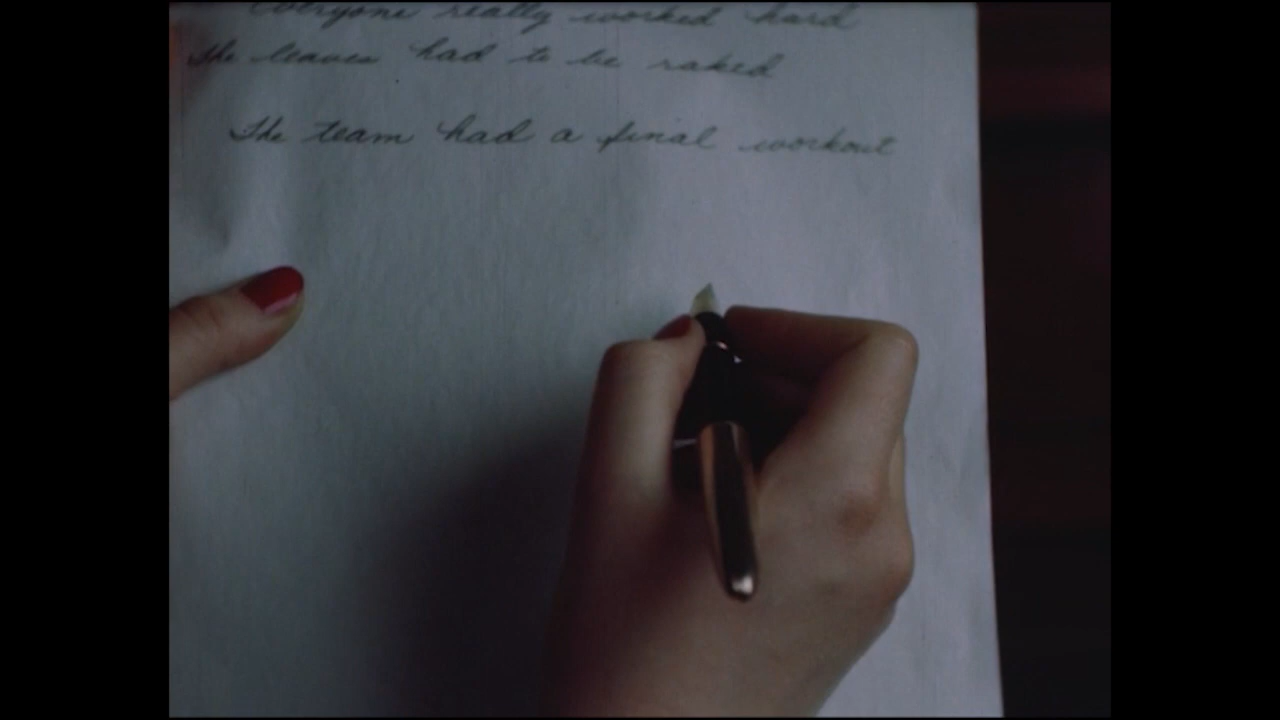 Everyone really worked hard
The leaves had to be raked
The team had a final workout